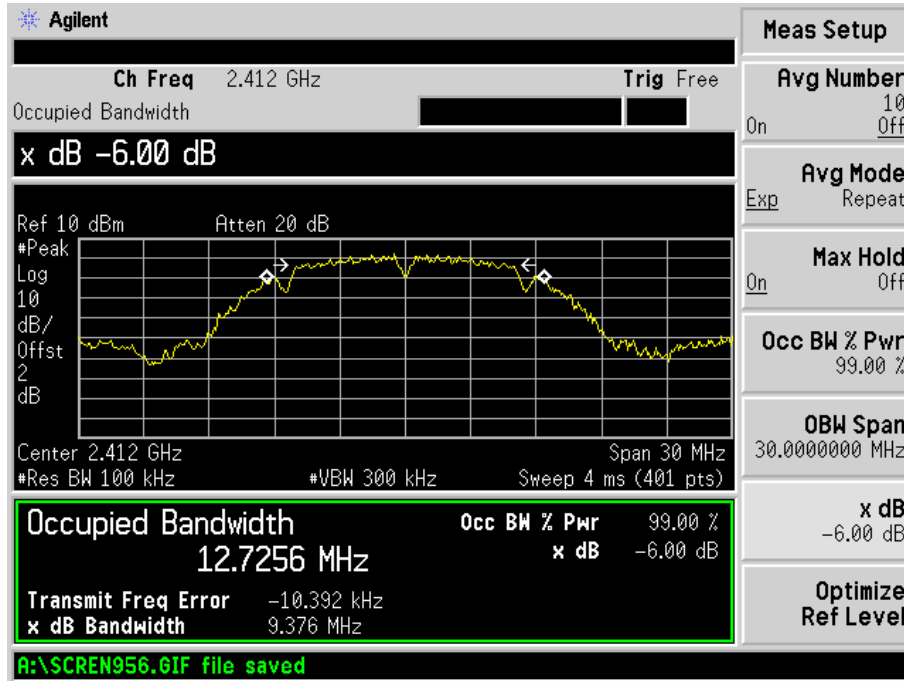 Agilent
Ch Freq 2.412 GHz Trig Free
Occupied Bandwidth
x dB -6.00 dB
Ref 10 dBm Atten 20 dB
#Peak
Log
10
dB/
Offst
2
dB
Center 2.412 GHz Span 30 MHz
#Res BW 100 kHz #VBW 300 kHz Sweep 4 ms (401 pts)
Occupied Bandwidth Occ BW % Pwr 99.00 %
12.7256 MHz x dB -6.00 dB
Transmit Freq Error -10.392 kHz
x dB Bandwidth 9.376 MHz
A:\SCREN956.GIF file saved
Meas Setup
Avg Number
10
On Off
Avg Mode
Exp Repeat
Max Hold
On Off
Occ BW % Pwr
99.00 %
OBW Span
30.0000000 MHz
x dB
-6.00 dB
Optimize
Ref Level